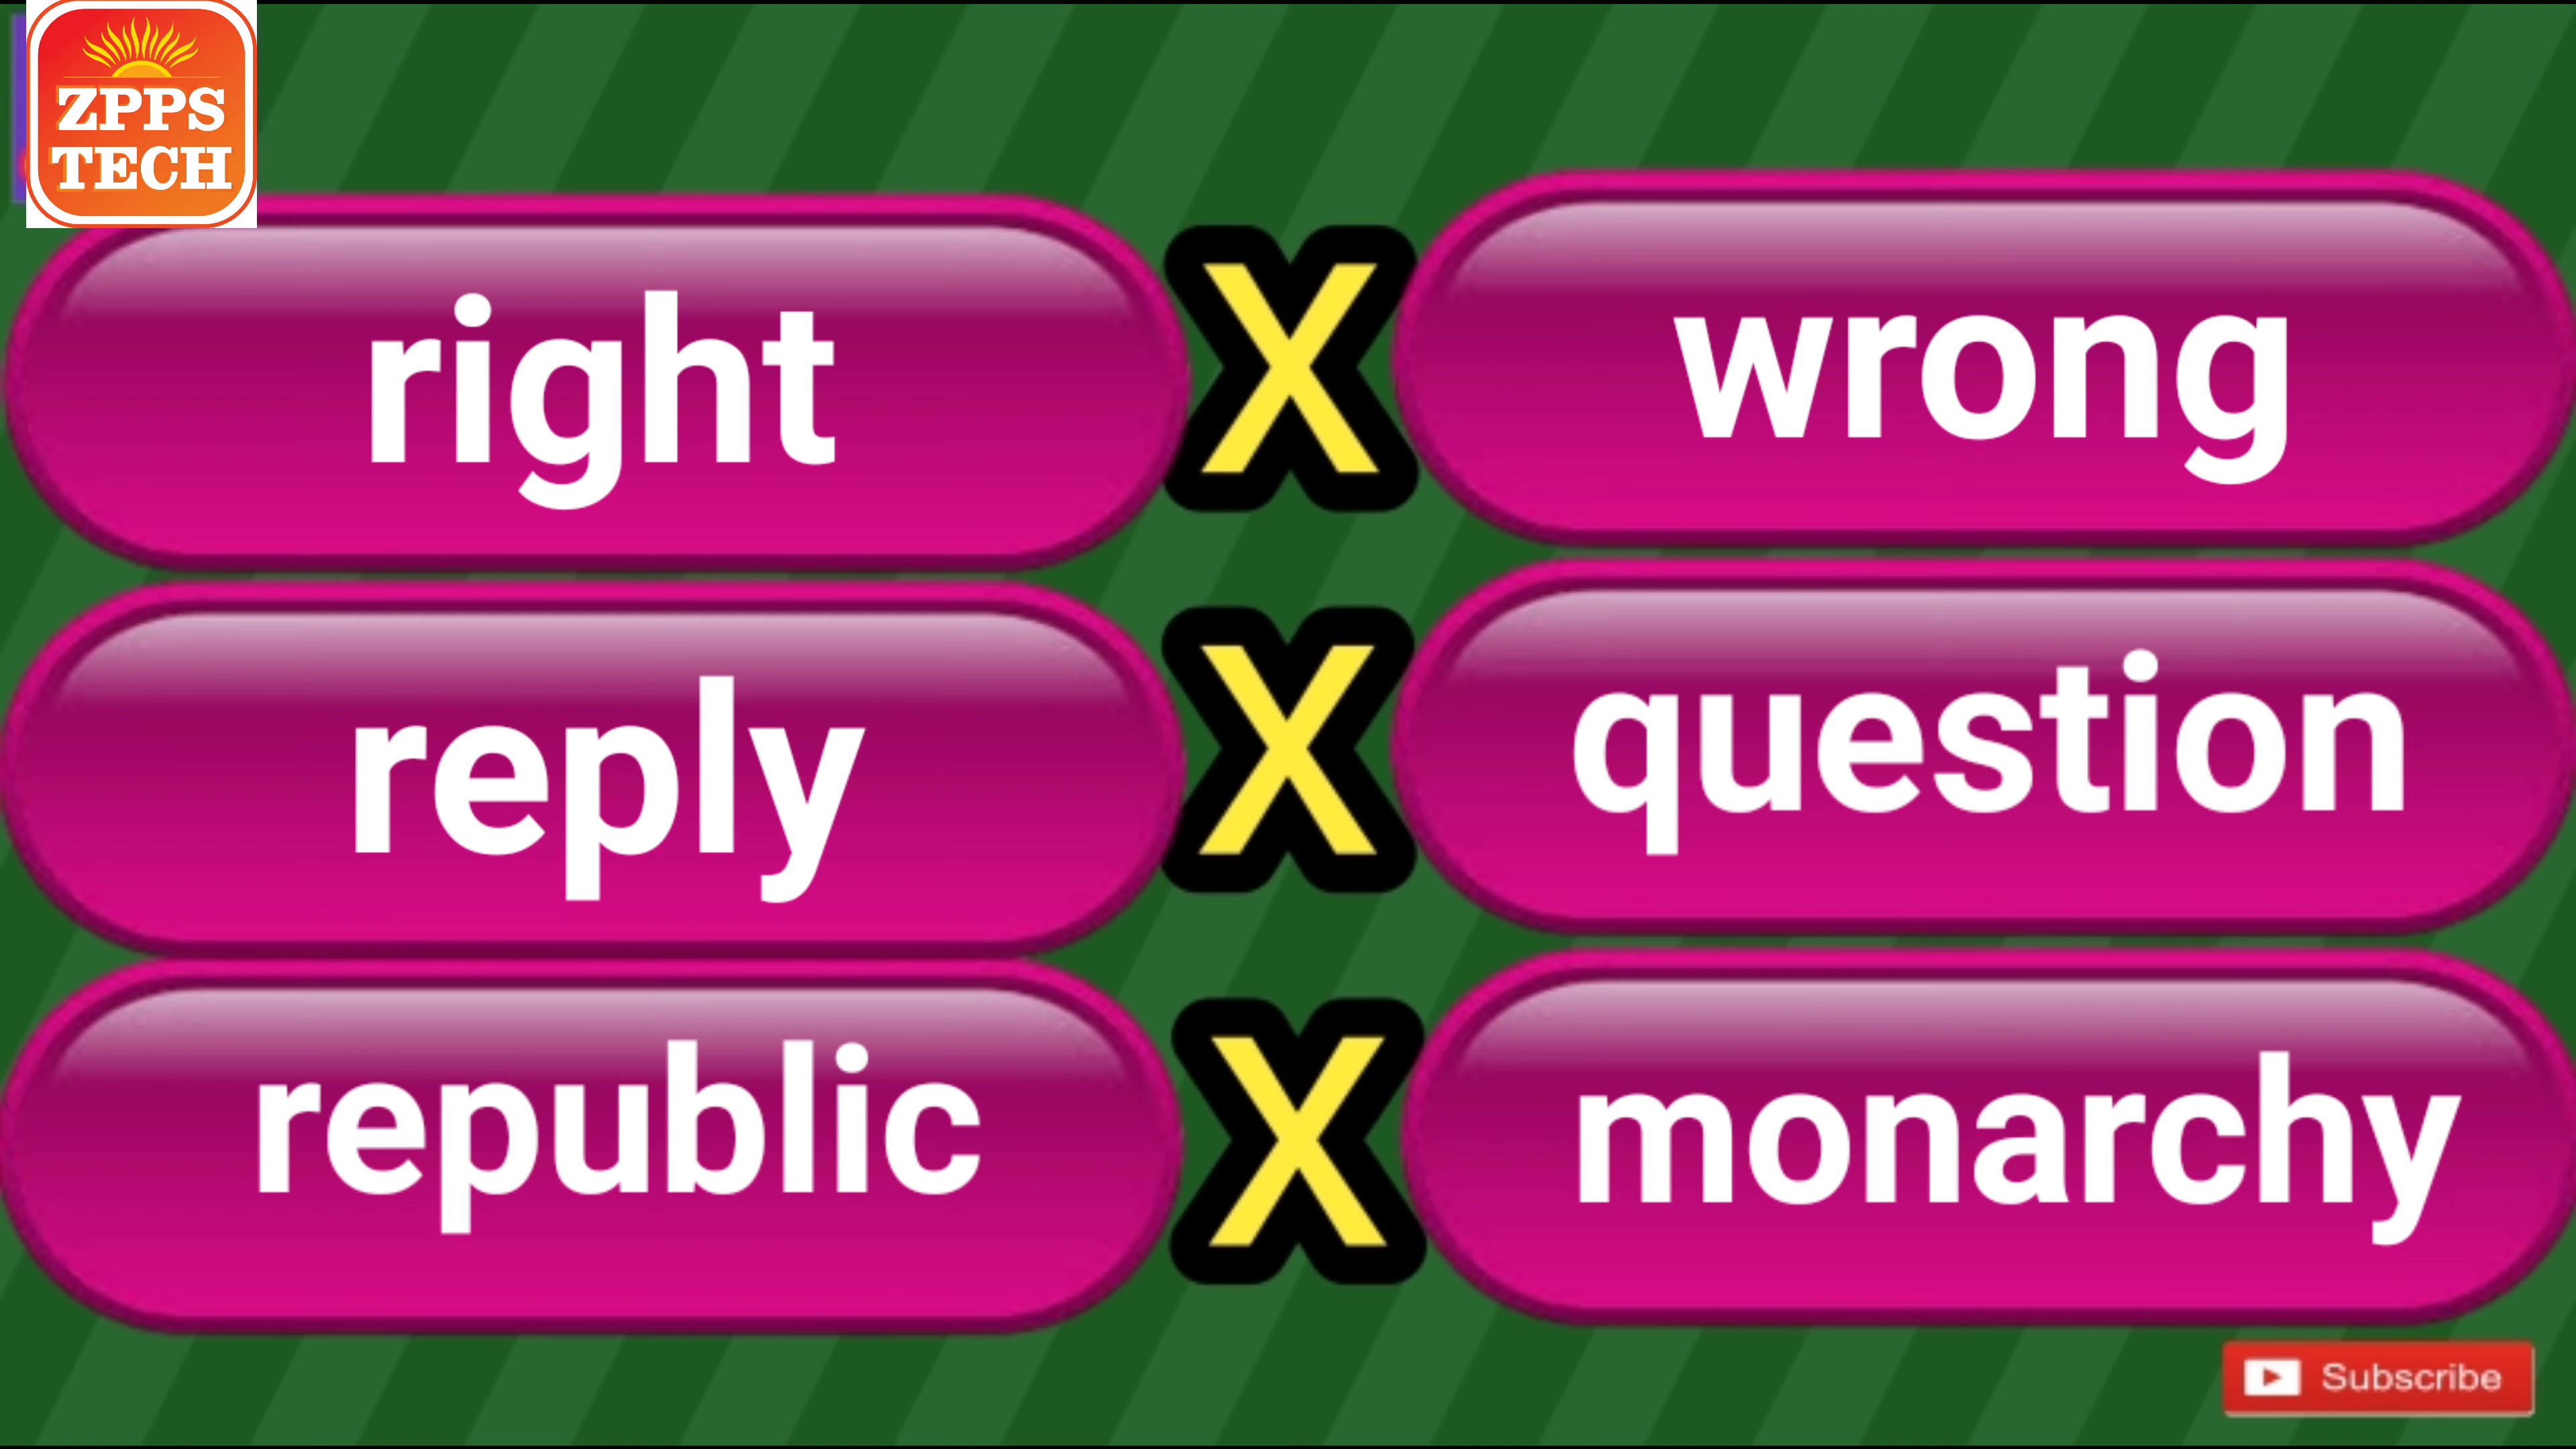 ZPPS
TECH
right X wrong
reply X question
republic X monarchy
Subscribe